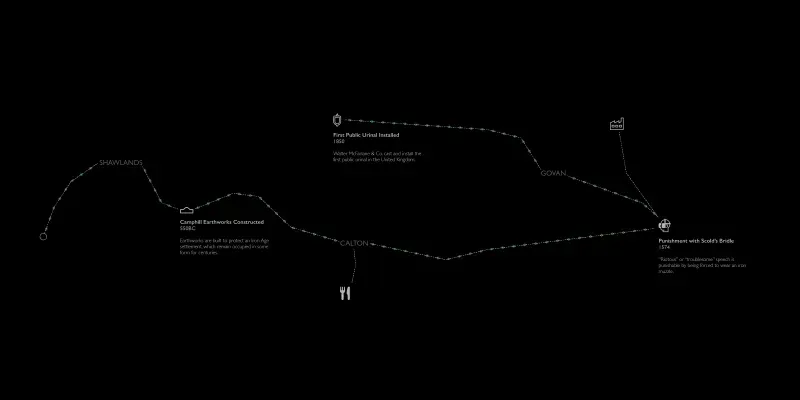 First Public Urinal Installed
1850
Walter McFarlane & Co. cast and install the
first public urinal in the United Kingdom.
SHAWLANDS
GOVAN
Camphill Earthworks Constructed
550BC
Earthworks are built to protect an Iron Age
settlement, which remain occupied in some
form for centuries.
CALTON
Punishment with Scold's Bridle
1574
"Riotous" or "troublesome" speech is
punishable by being forced to wear an iron
muzzle.